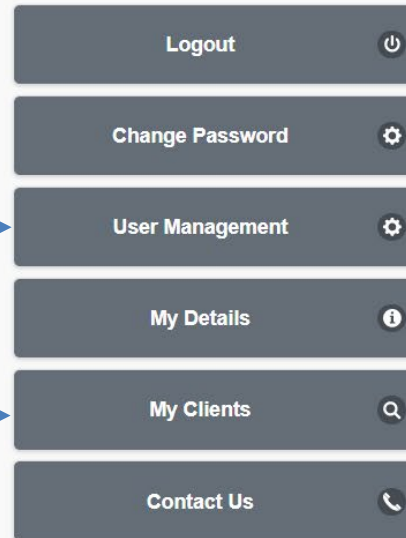 Logout
Change Password
User Management
My Details
My Clients
Contact Us